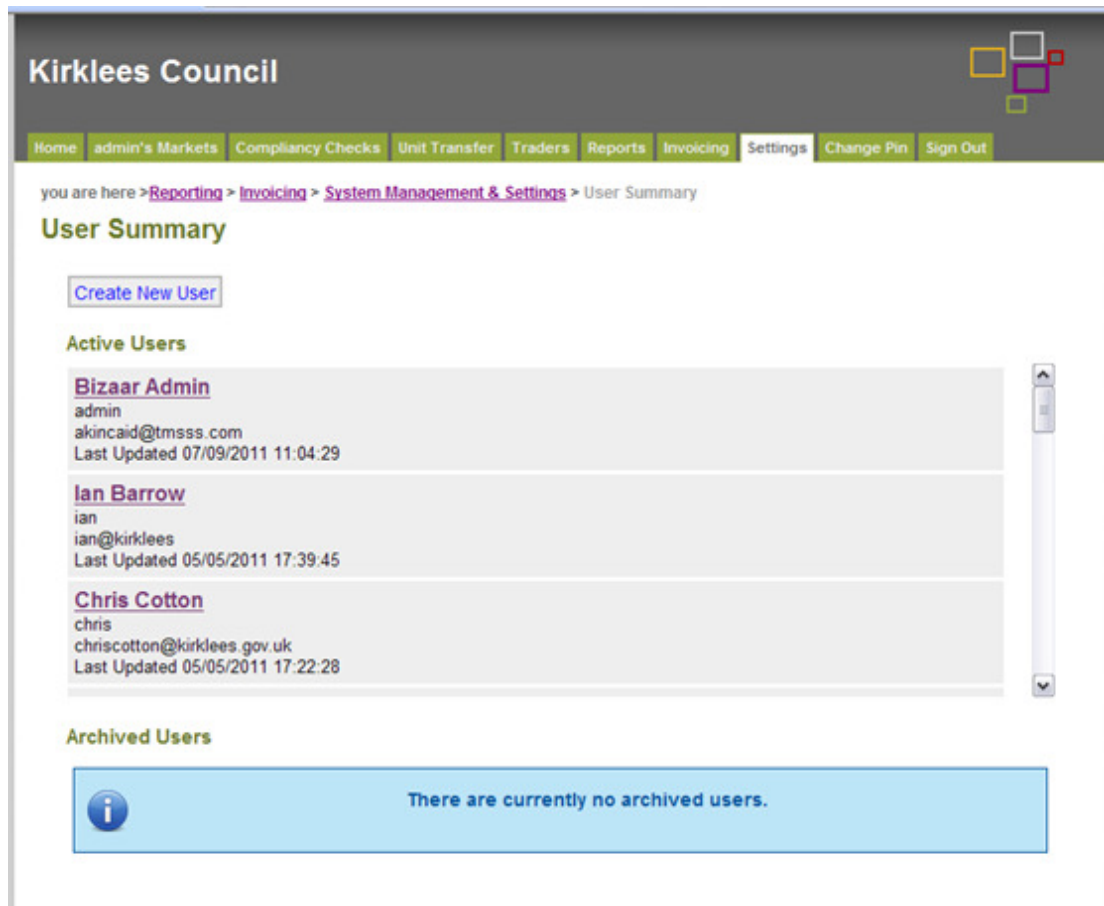 Kirklees Council
Home admin's Markets Compliancy Checks Unit Transfer Traders Reports Invoicing Settings Change Pin Sign Out
you are here >Reporting > Invoicing > System Management & Settings > User Summary
User Summary
Create New User
Active Users
Bizaar Admin
admin
akincaid@tmsss.com
Last Updated 07/09/2011 11:04:29
Ian Barrow
ian
ian@kirklees
Last Updated 05/05/2011 17:39:45
Chris Cotton
chris
chriscotton@kirklees.gov.uk
Last Updated 05/05/2011 17:22:28
Archived Users
i
There are currently no archived users.